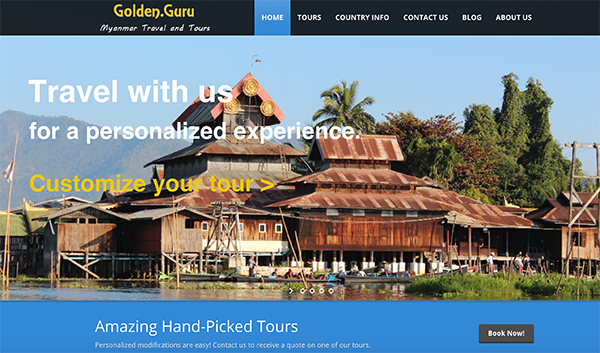 Golden.Guru
Myanmar Travel and Tours
HOME TOURS COUNTRY INFO CONTACT US BLOG ABOUT US
Travel with us
for a personalized experience.
Customize your tour >
Amazing Hand-Picked Tours
Personalized modifications are easy! Contact us to receive a quote on one of our tours.
Book Now!